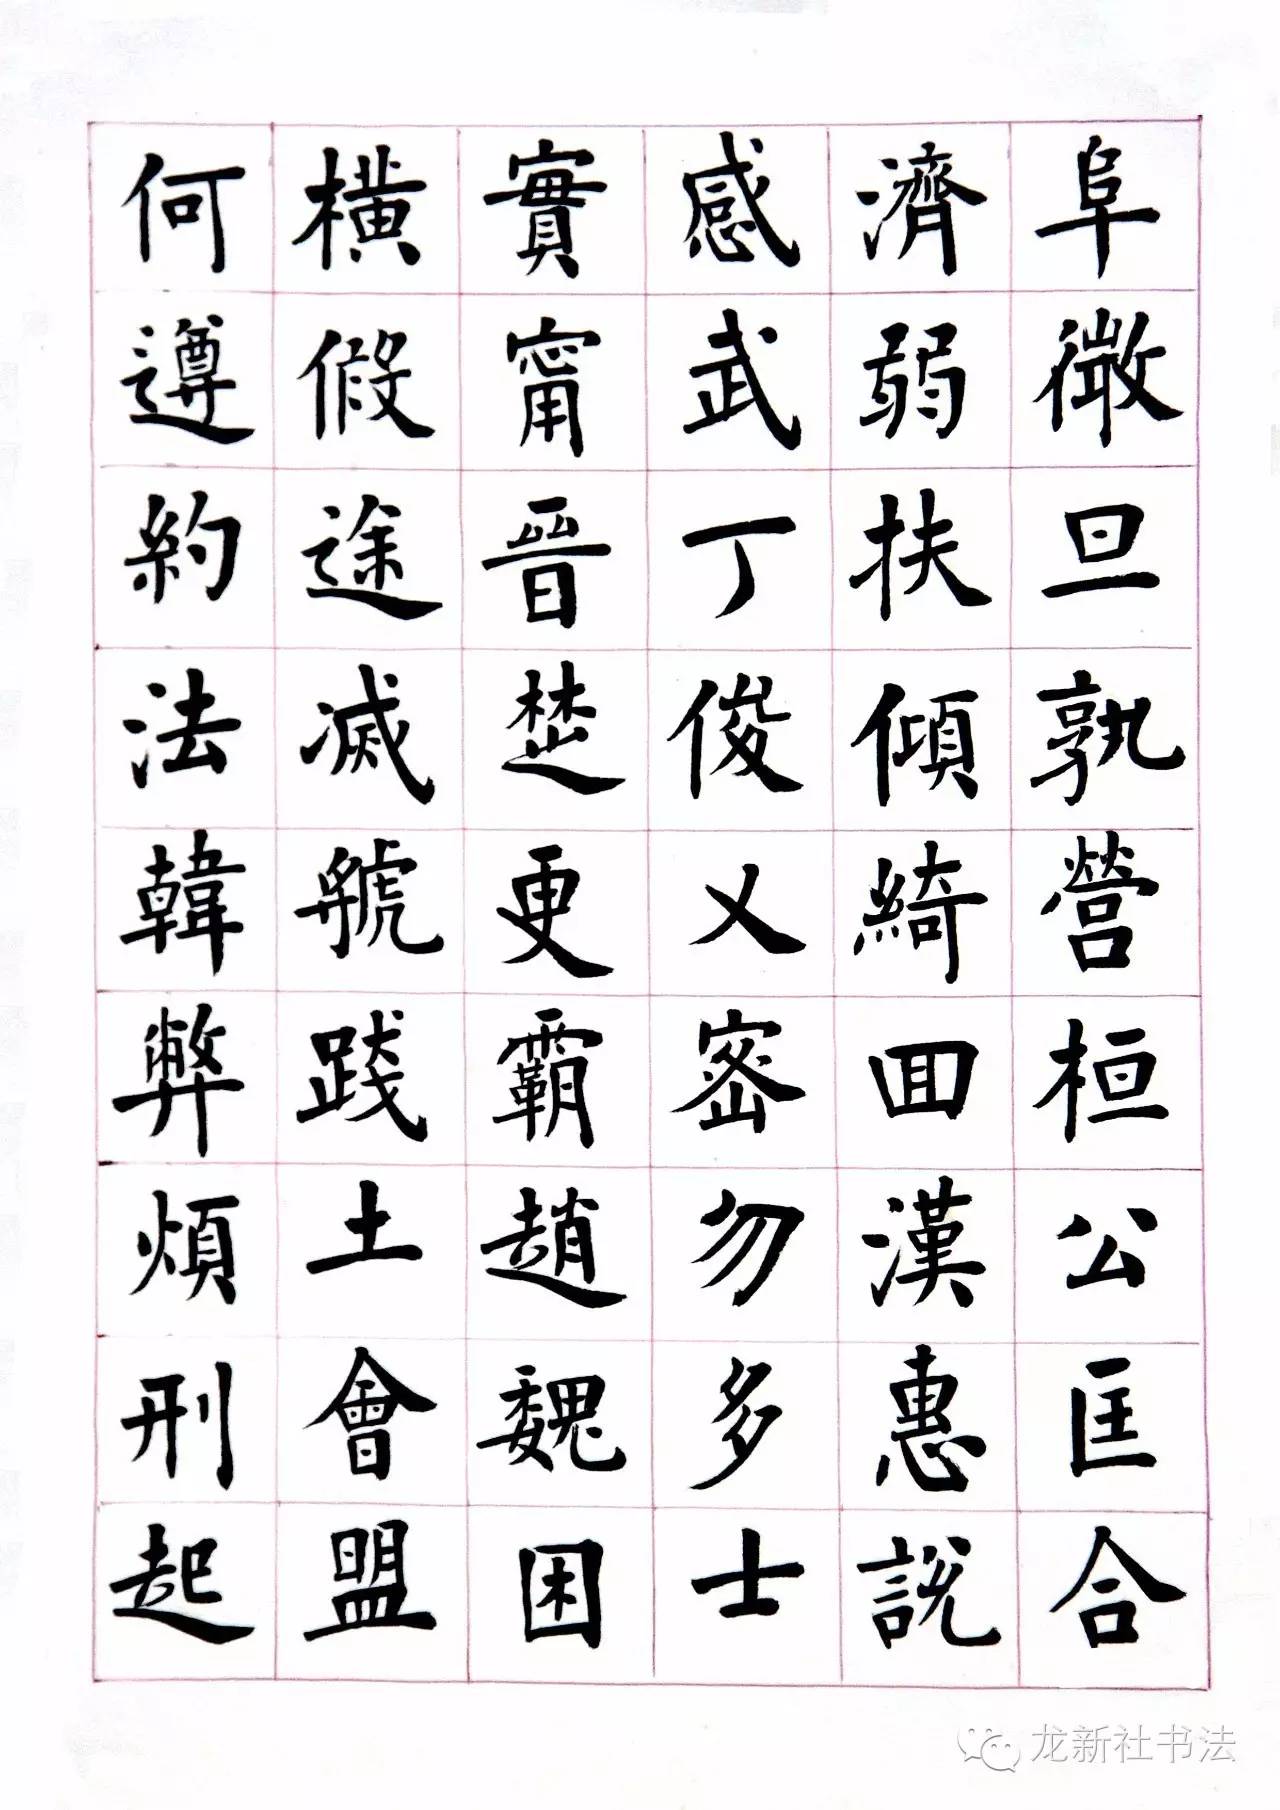 阜微旦孰營桓公匡合
濟弱扶傾綺回漢惠說
感武丁俊乂密勿多士
實甯晉楚更霸趙魏困
橫假途滅虢踐土會盟
何遵約法韓弊煩刑起
龙新社书法